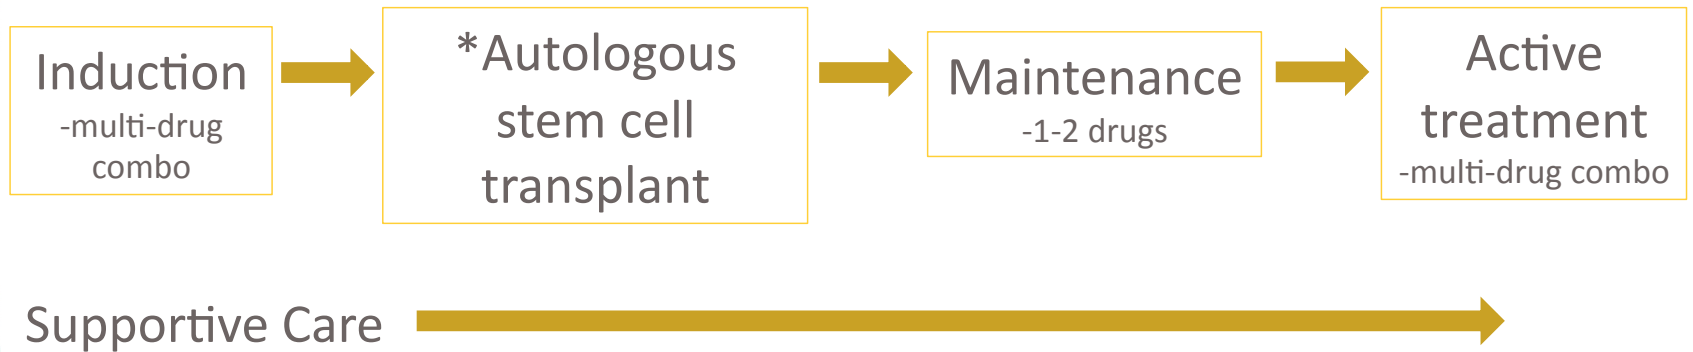 Induction
-multi-drug
combo
*Autologous
stem cell
transplant
Maintenance
-1-2 drugs
Active
treatment
-multi-drug combo
Supportive Care